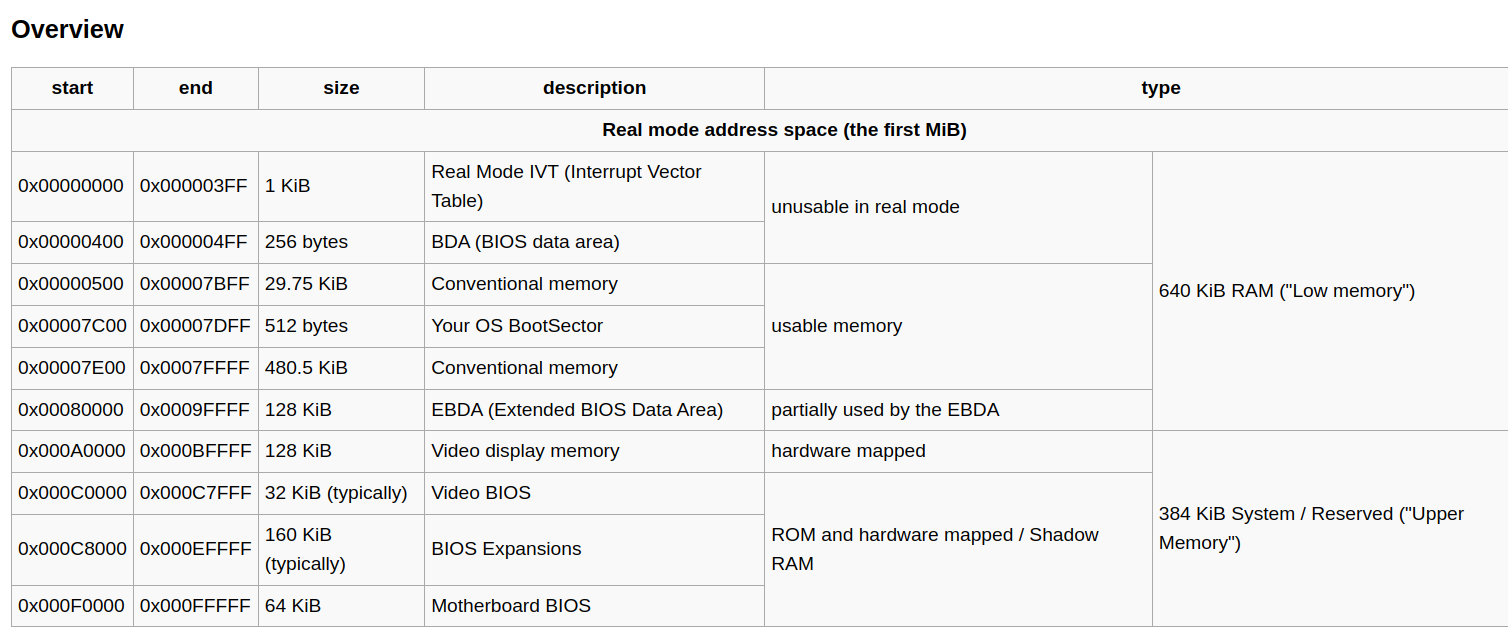 Overview
start end size description type
Real mode address space (the first MiB)
0x00000000 0x000003FF 1 KiB Real Mode IVT (Interrupt Vector
Table)
unusable in real mode
640 KiB RAM ("Low memory")
0x00000400 0x000004FF 256 bytes BDA (BIOS data area)
0x00000500 0x00007BFF 29.75 KiB Conventional memory
usable memory
0x00007C00 0x00007DFF 512 bytes Your OS BootSector
0x00007E00 0x0007FFFF 480.5 KiB Conventional memory
0x00080000 0x0009FFFF 128 KiB EBDA (Extended BIOS Data Area) partially used by the EBDA
0x000A0000 0x000BFFFF 128 KiB Video display memory hardware mapped
384 KiB System / Reserved ("Upper
Memory")
0x000C0000 0x000C7FFF 32 KiB (typically) Video BIOS
ROM and hardware mapped / Shadow
RAM
0x000C8000 0x000EFFFF 160 KiB
(typically)
BIOS Expansions
0x000F0000 0x000FFFFF 64 KiB Motherboard BIOS